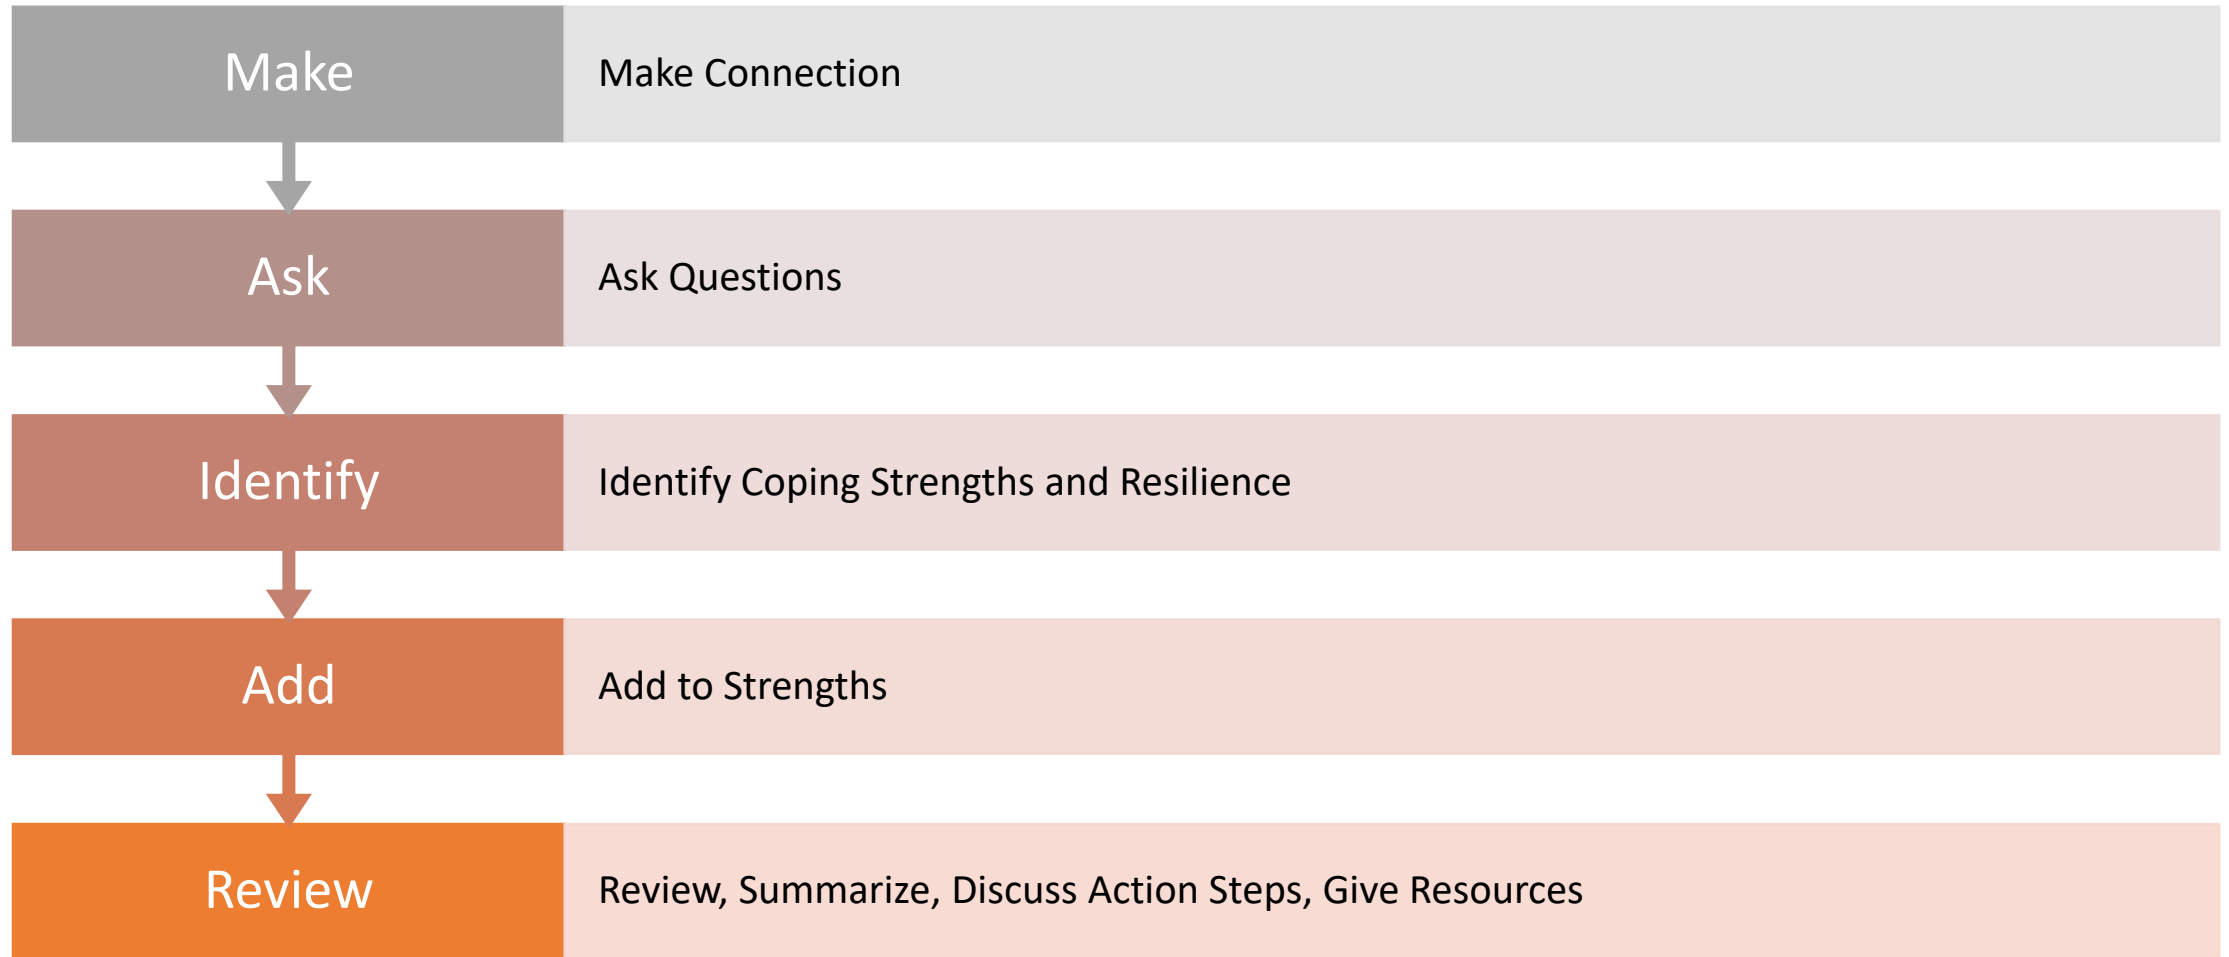 Make
Make Connection
Ask
Ask Questions
Identify
Identify Coping Strengths and Resilience
Add
Add to Strengths
Review
Review, Summarize, Discuss Action Steps, Give Resources